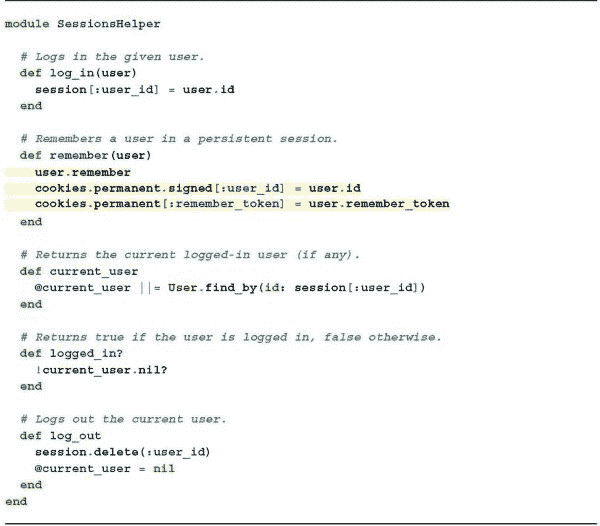 module SessionsHelper
  # Logs in the given user.
  def log_in(user)
    session[:user_id] = user.id
  end
  # Remembers a user in a persistent session.
  def remember(user)
    user.remember
    cookies.permanent.signed[:user_id] = user.id
    cookies.permanent[:remember_token] = user.remember_token
  end
  # Returns the current logged-in user (if any).
  def current_user
    @current_user ||= User.find_by(id: session[:user_id])
  end
  # Returns true if the user is logged in, false otherwise.
  def logged_in?
    !current_user.nil?
  end
  # Logs out the current user.
  def log_out
    session.delete(:user_id)
    @current_user = nil
  end
end